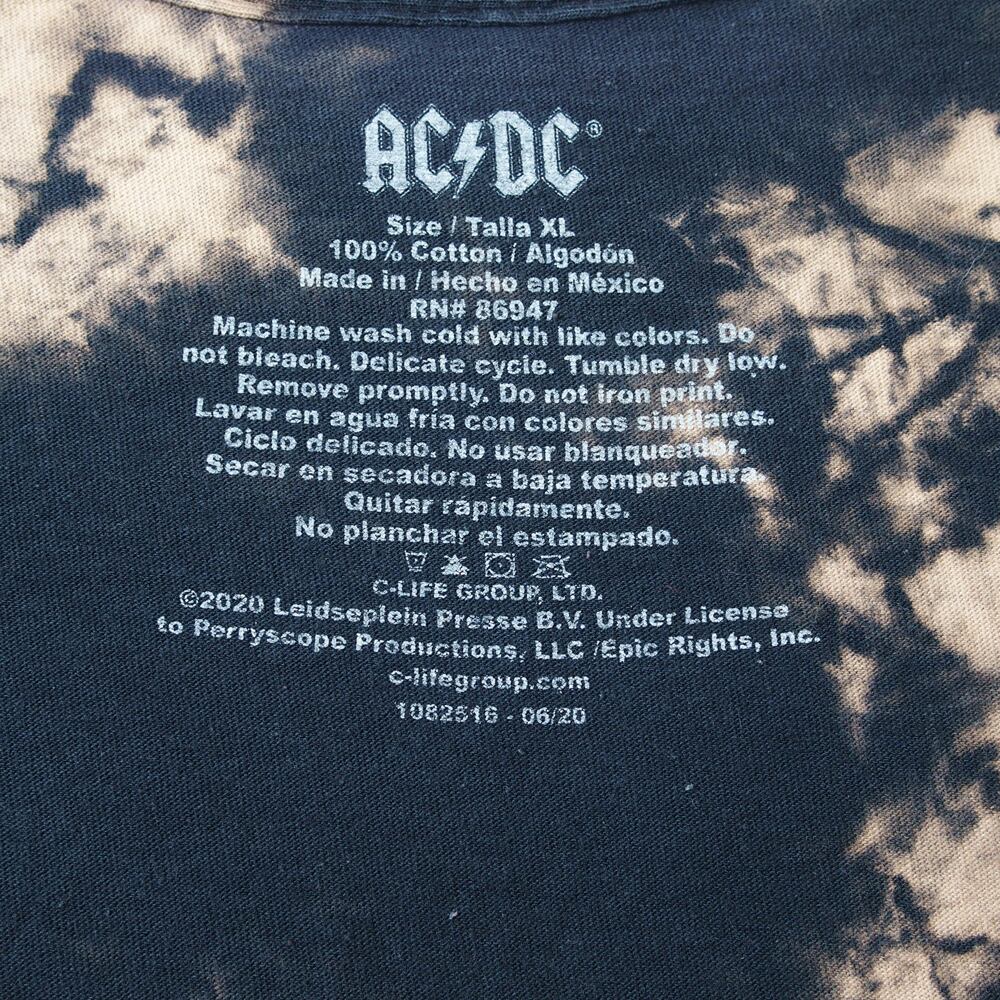 AC⚡DC®
Size / Talla XL
100% Cotton / Algodón
Made in / Hecho en México
RN# 86947
Machine wash cold with like colors. Do
not bleach. Delicate cycle. Tumble dry low.
Remove promptly. Do not iron print.
Lavar en agua fría con colores similares.
Ciclo delicado. No usar blanqueador.
Secar en secadora a baja temperatura.
Quitar rápidamente.
No planchar el estampado.
C-LIFE GROUP, LTD.
©2020 Leidseplein Presse B.V. Under License
to Perryscope Productions, LLC /Epic Rights, Inc.
c-lifegroup.com
1082516 - 06/20